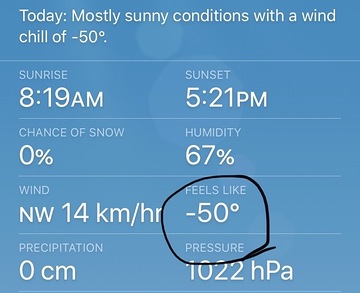 Today: Mostly sunny conditions with a wind
chill of -50°.
SUNRISE SUNSET
8:19AM 5:21PM
CHANCE OF SNOW HUMIDITY
0% 67%
WIND FEELS LIKE
NW 14 km/hr -50°
PRECIPITATION PRESSURE
0 cm 1022 hPa